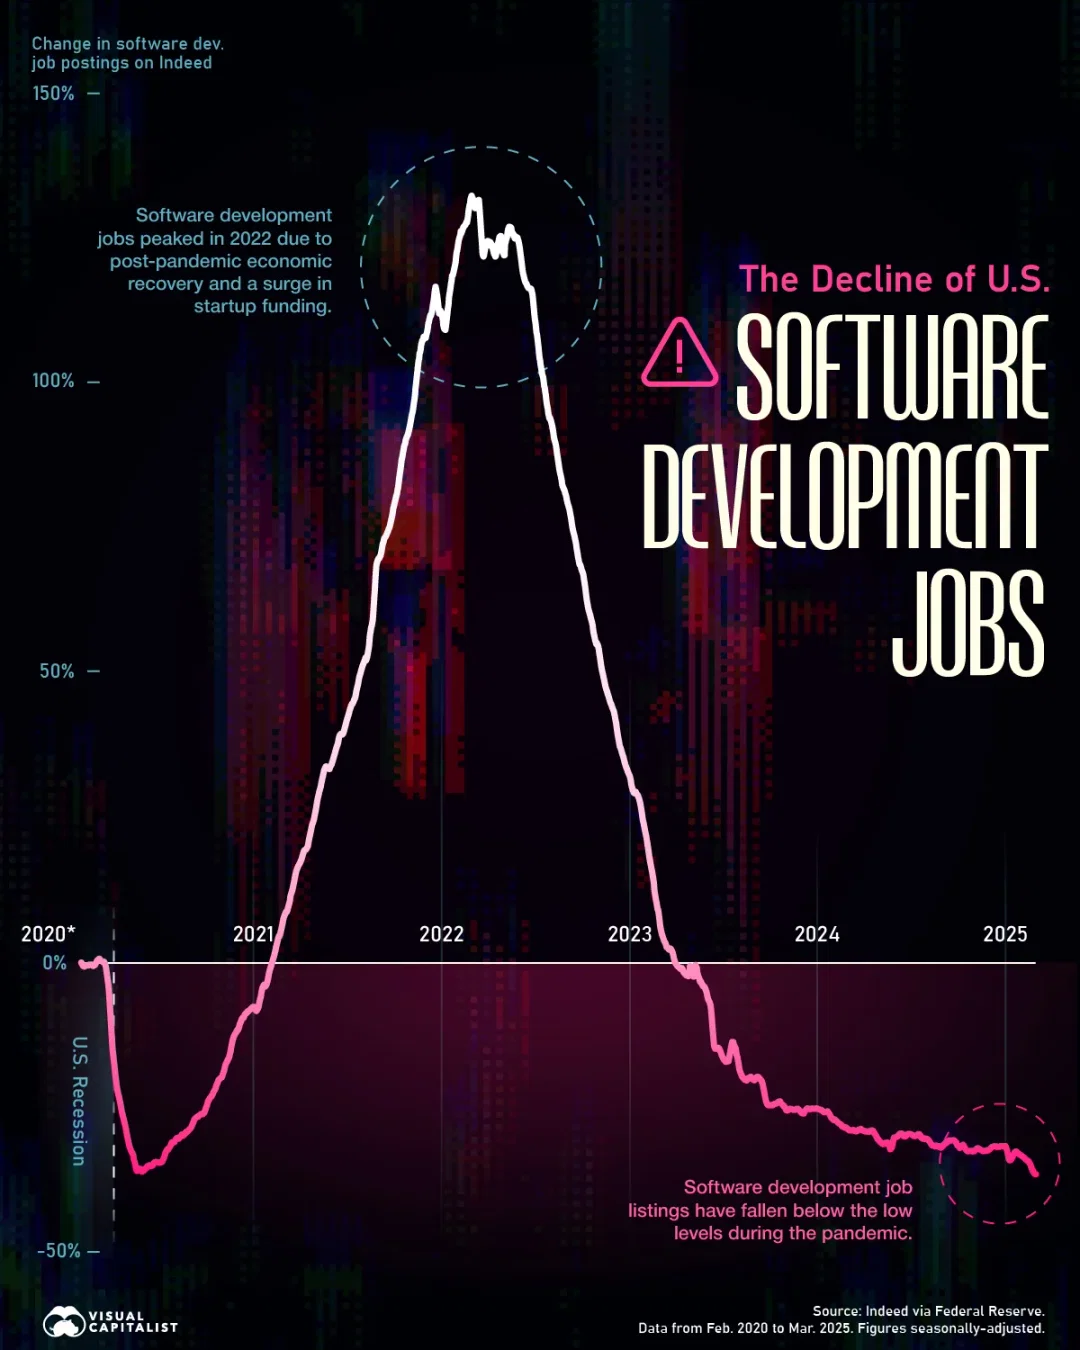 Change in software dev.
job postings on Indeed
150%
Software development
jobs peaked in 2022 due to
post-pandemic economic
recovery and a surge in
startup funding.
The Decline of U.S.
SOFTWARE
DEVELOPMENT
JOBS
100%
50%
2020*
2021
2022
2023
2024
2025
0%
U.S. Recession
Software development job
listings have fallen below the low
levels during the pandemic.
-50%
VISUAL
CAPITALIST
Source: Indeed via Federal Reserve.
Data from Feb. 2020 to Mar. 2025. Figures seasonally-adjusted.